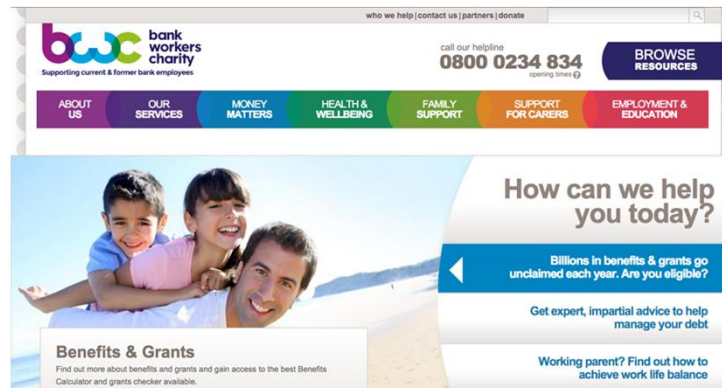 who we help | contact us | partners | donate
bwc
bank
workers
charity
Supporting current & former bank employees
call our helpline
0800 0234 834
opening times ?
BROWSE
RESOURCES
ABOUT
US
OUR
SERVICES
MONEY
MATTERS
HEALTH &
WELLBEING
FAMILY
SUPPORT
SUPPORT
FOR CARERS
EMPLOYMENT &
EDUCATION
How can we help
you today?
Billions in benefits & grants go
unclaimed each year. Are you eligible?
Get expert, impartial advice to help
manage your debt
Working parent? Find out how to
achieve work life balance
Benefits & Grants
Find out more about benefits and grants and gain access to the best Benefits
Calculator and grants checker available.